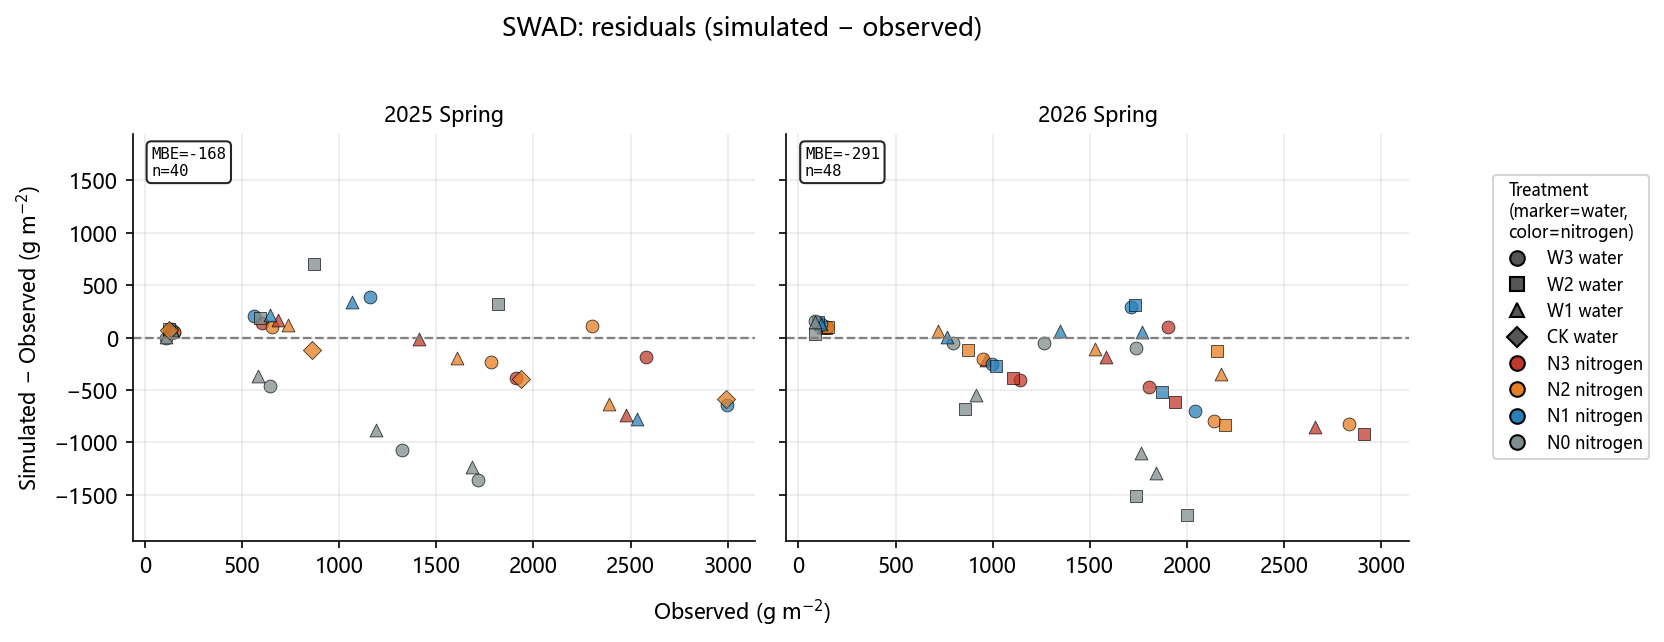 SWAD: residuals (simulated − observed)
2025 Spring
2026 Spring
MBE=-168
n=40
MBE=-291
n=48
Simulated − Observed (g m⁻²)
1500
1000
500
0
−500
−1000
−1500
0 500 1000 1500 2000 2500 3000
0 500 1000 1500 2000 2500 3000
Observed (g m⁻²)
Treatment
(marker=water,
color=nitrogen)
W3 water
W2 water
W1 water
CK water
N3 nitrogen
N2 nitrogen
N1 nitrogen
N0 nitrogen